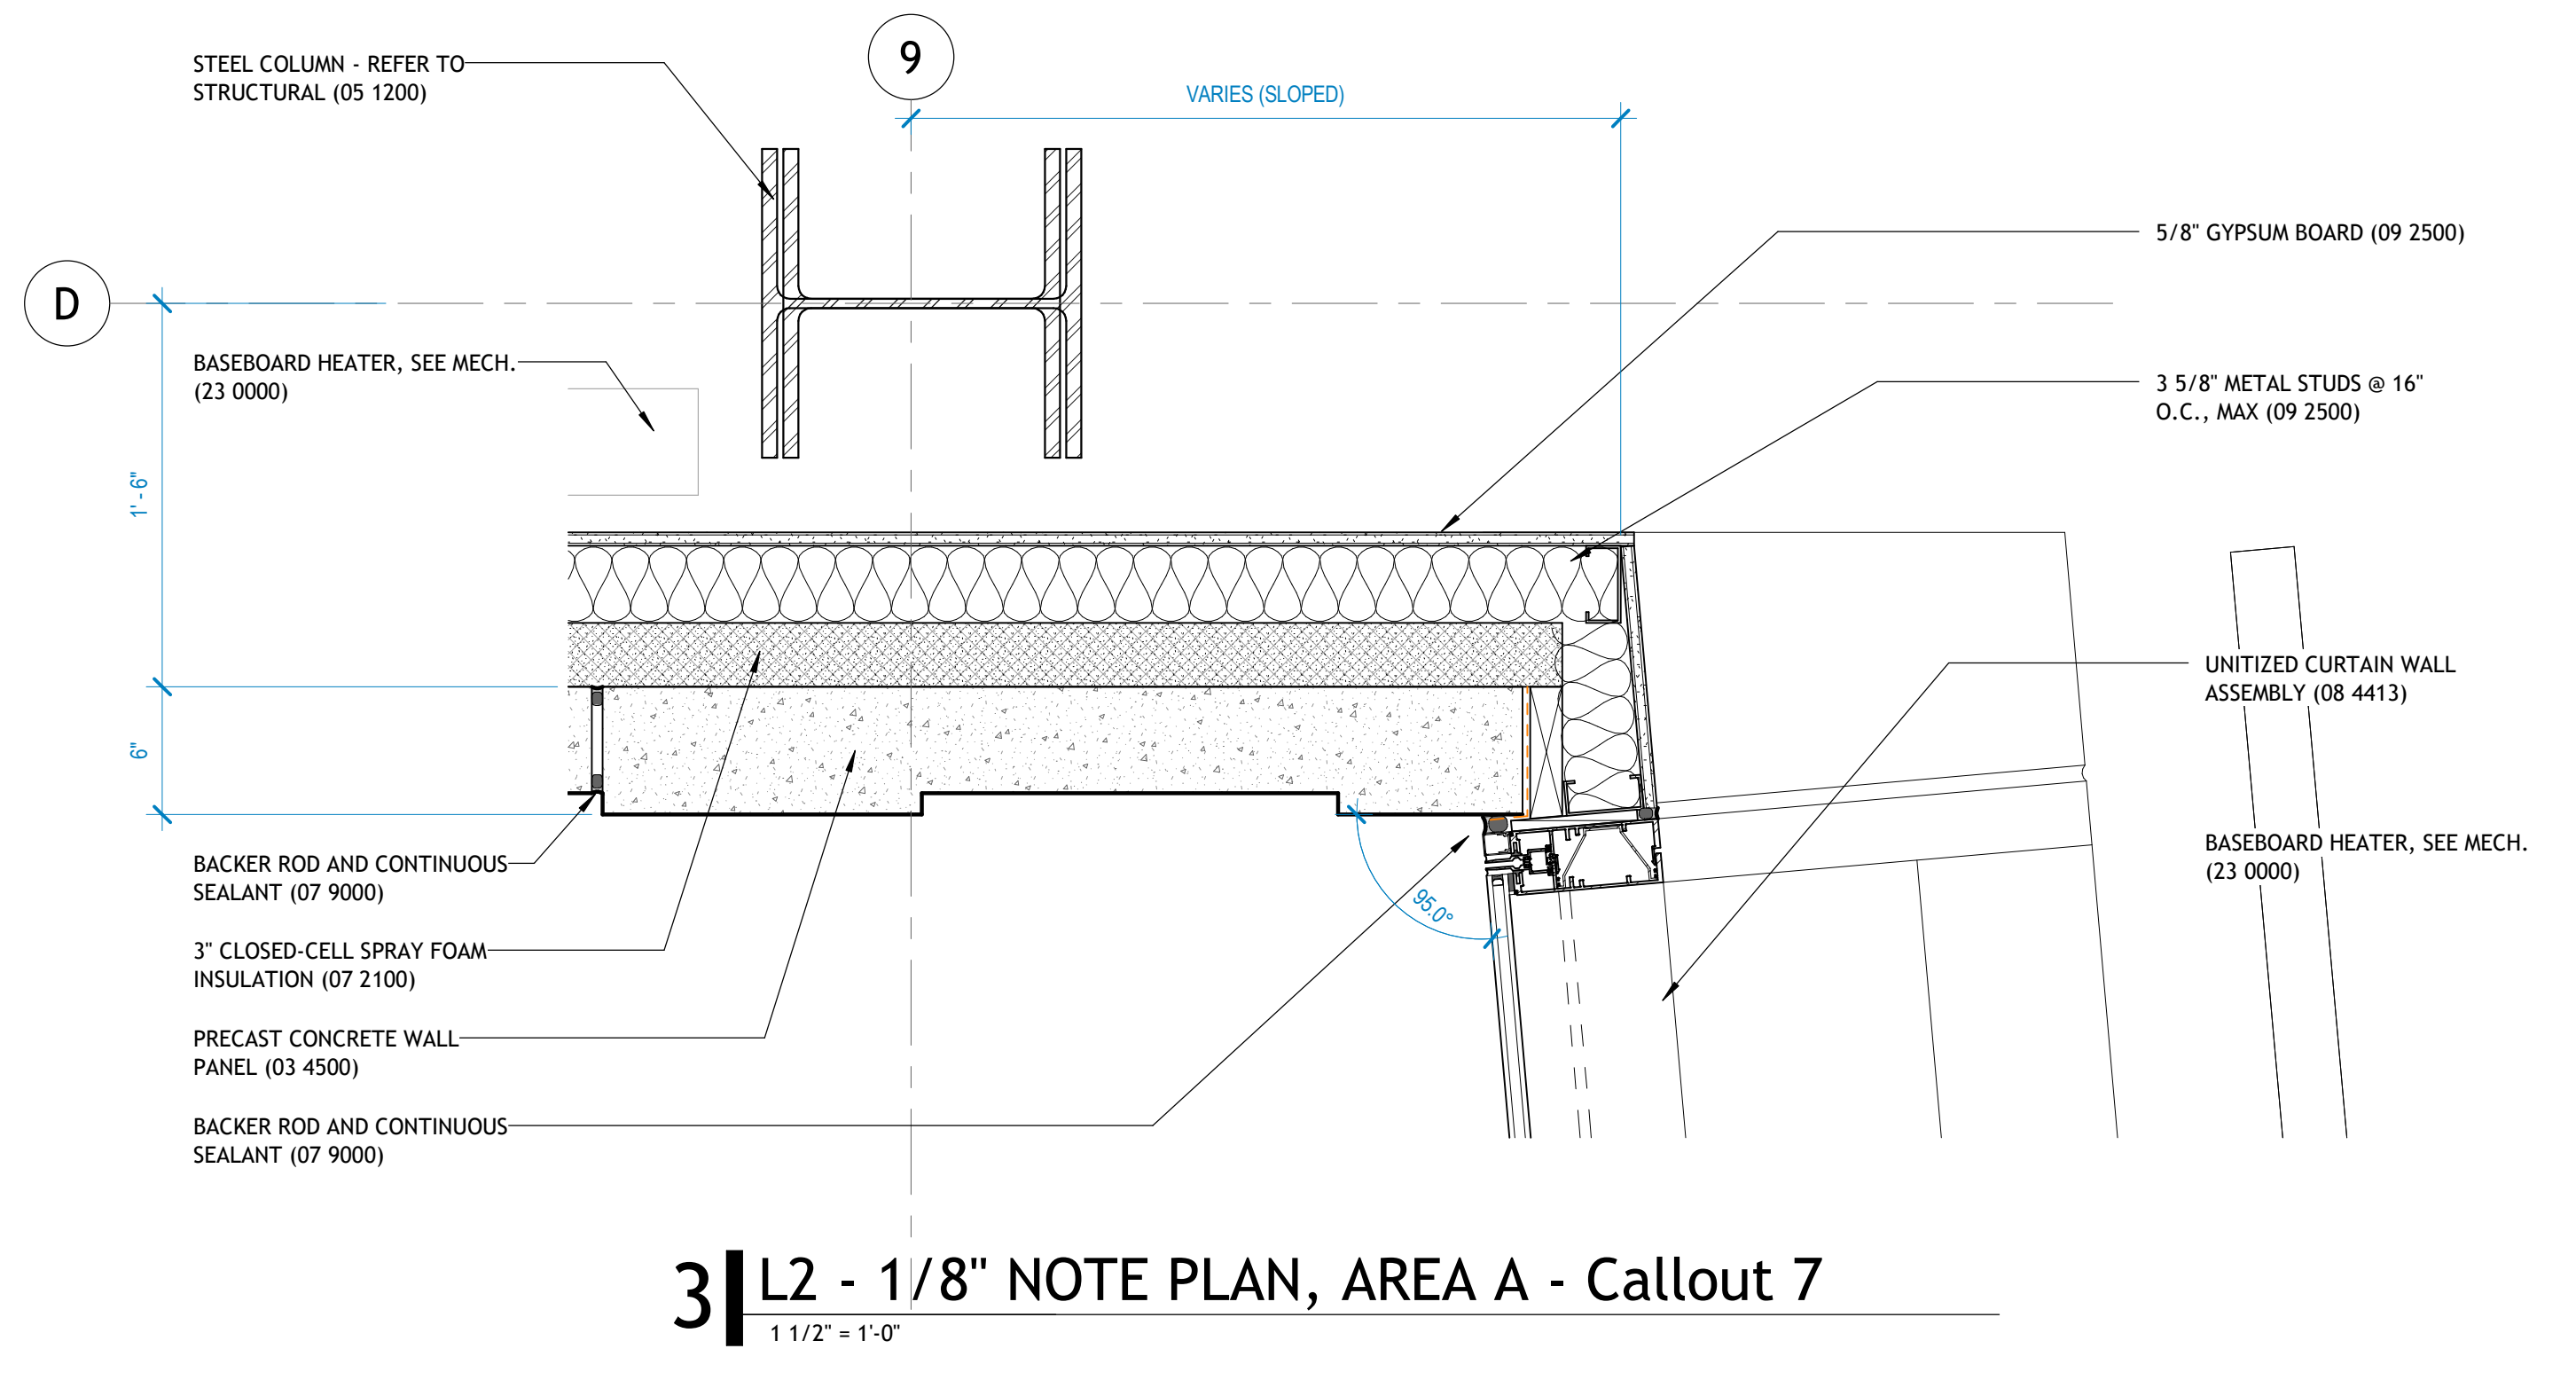 9
STEEL COLUMN - REFER TO
STRUCTURAL (05 1200)
VARIES (SLOPED)
5/8" GYPSUM BOARD (09 2500)
D
BASEBOARD HEATER, SEE MECH.
(23 0000)
3 5/8" METAL STUDS @ 16"
O.C., MAX (09 2500)
1' - 6"
UNITIZED CURTAIN WALL
ASSEMBLY (08 4413)
6"
BASEBOARD HEATER, SEE MECH.
(23 0000)
BACKER ROD AND CONTINUOUS
SEALANT (07 9000)
95.0°
3" CLOSED-CELL SPRAY FOAM
INSULATION (07 2100)
PRECAST CONCRETE WALL
PANEL (03 4500)
BACKER ROD AND CONTINUOUS
SEALANT (07 9000)
3
L2 - 1/8" NOTE PLAN, AREA A - Callout 7
1 1/2" = 1'-0"